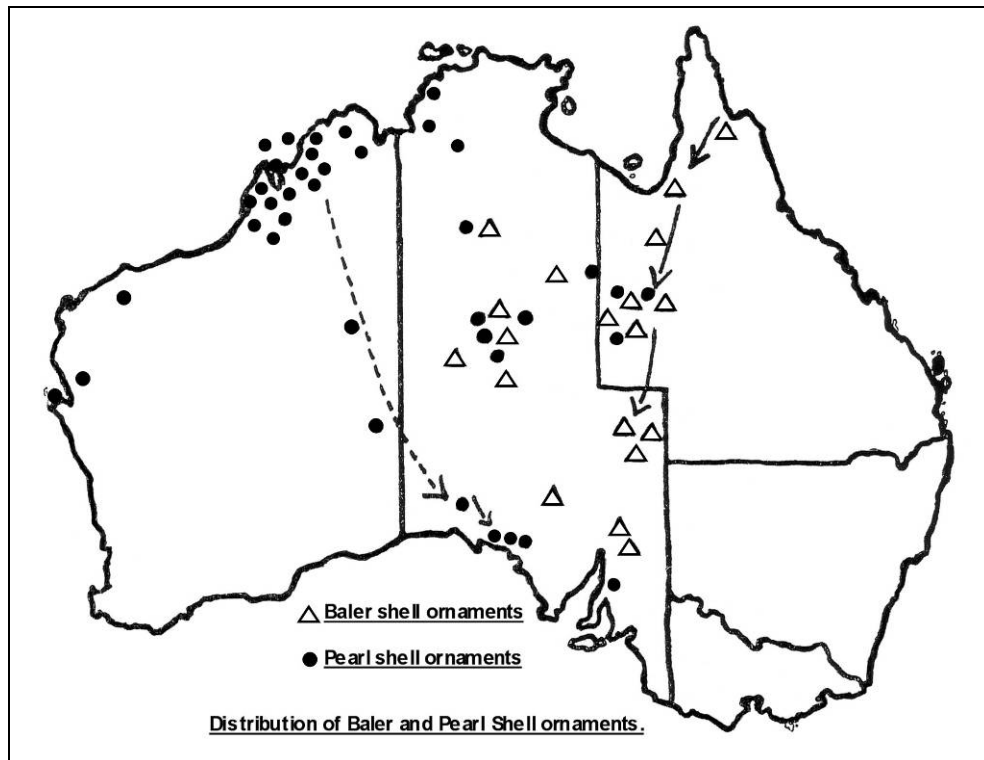 Baler shell ornaments
Pearl shell ornaments
Distribution of Baler and Pearl Shell ornaments.